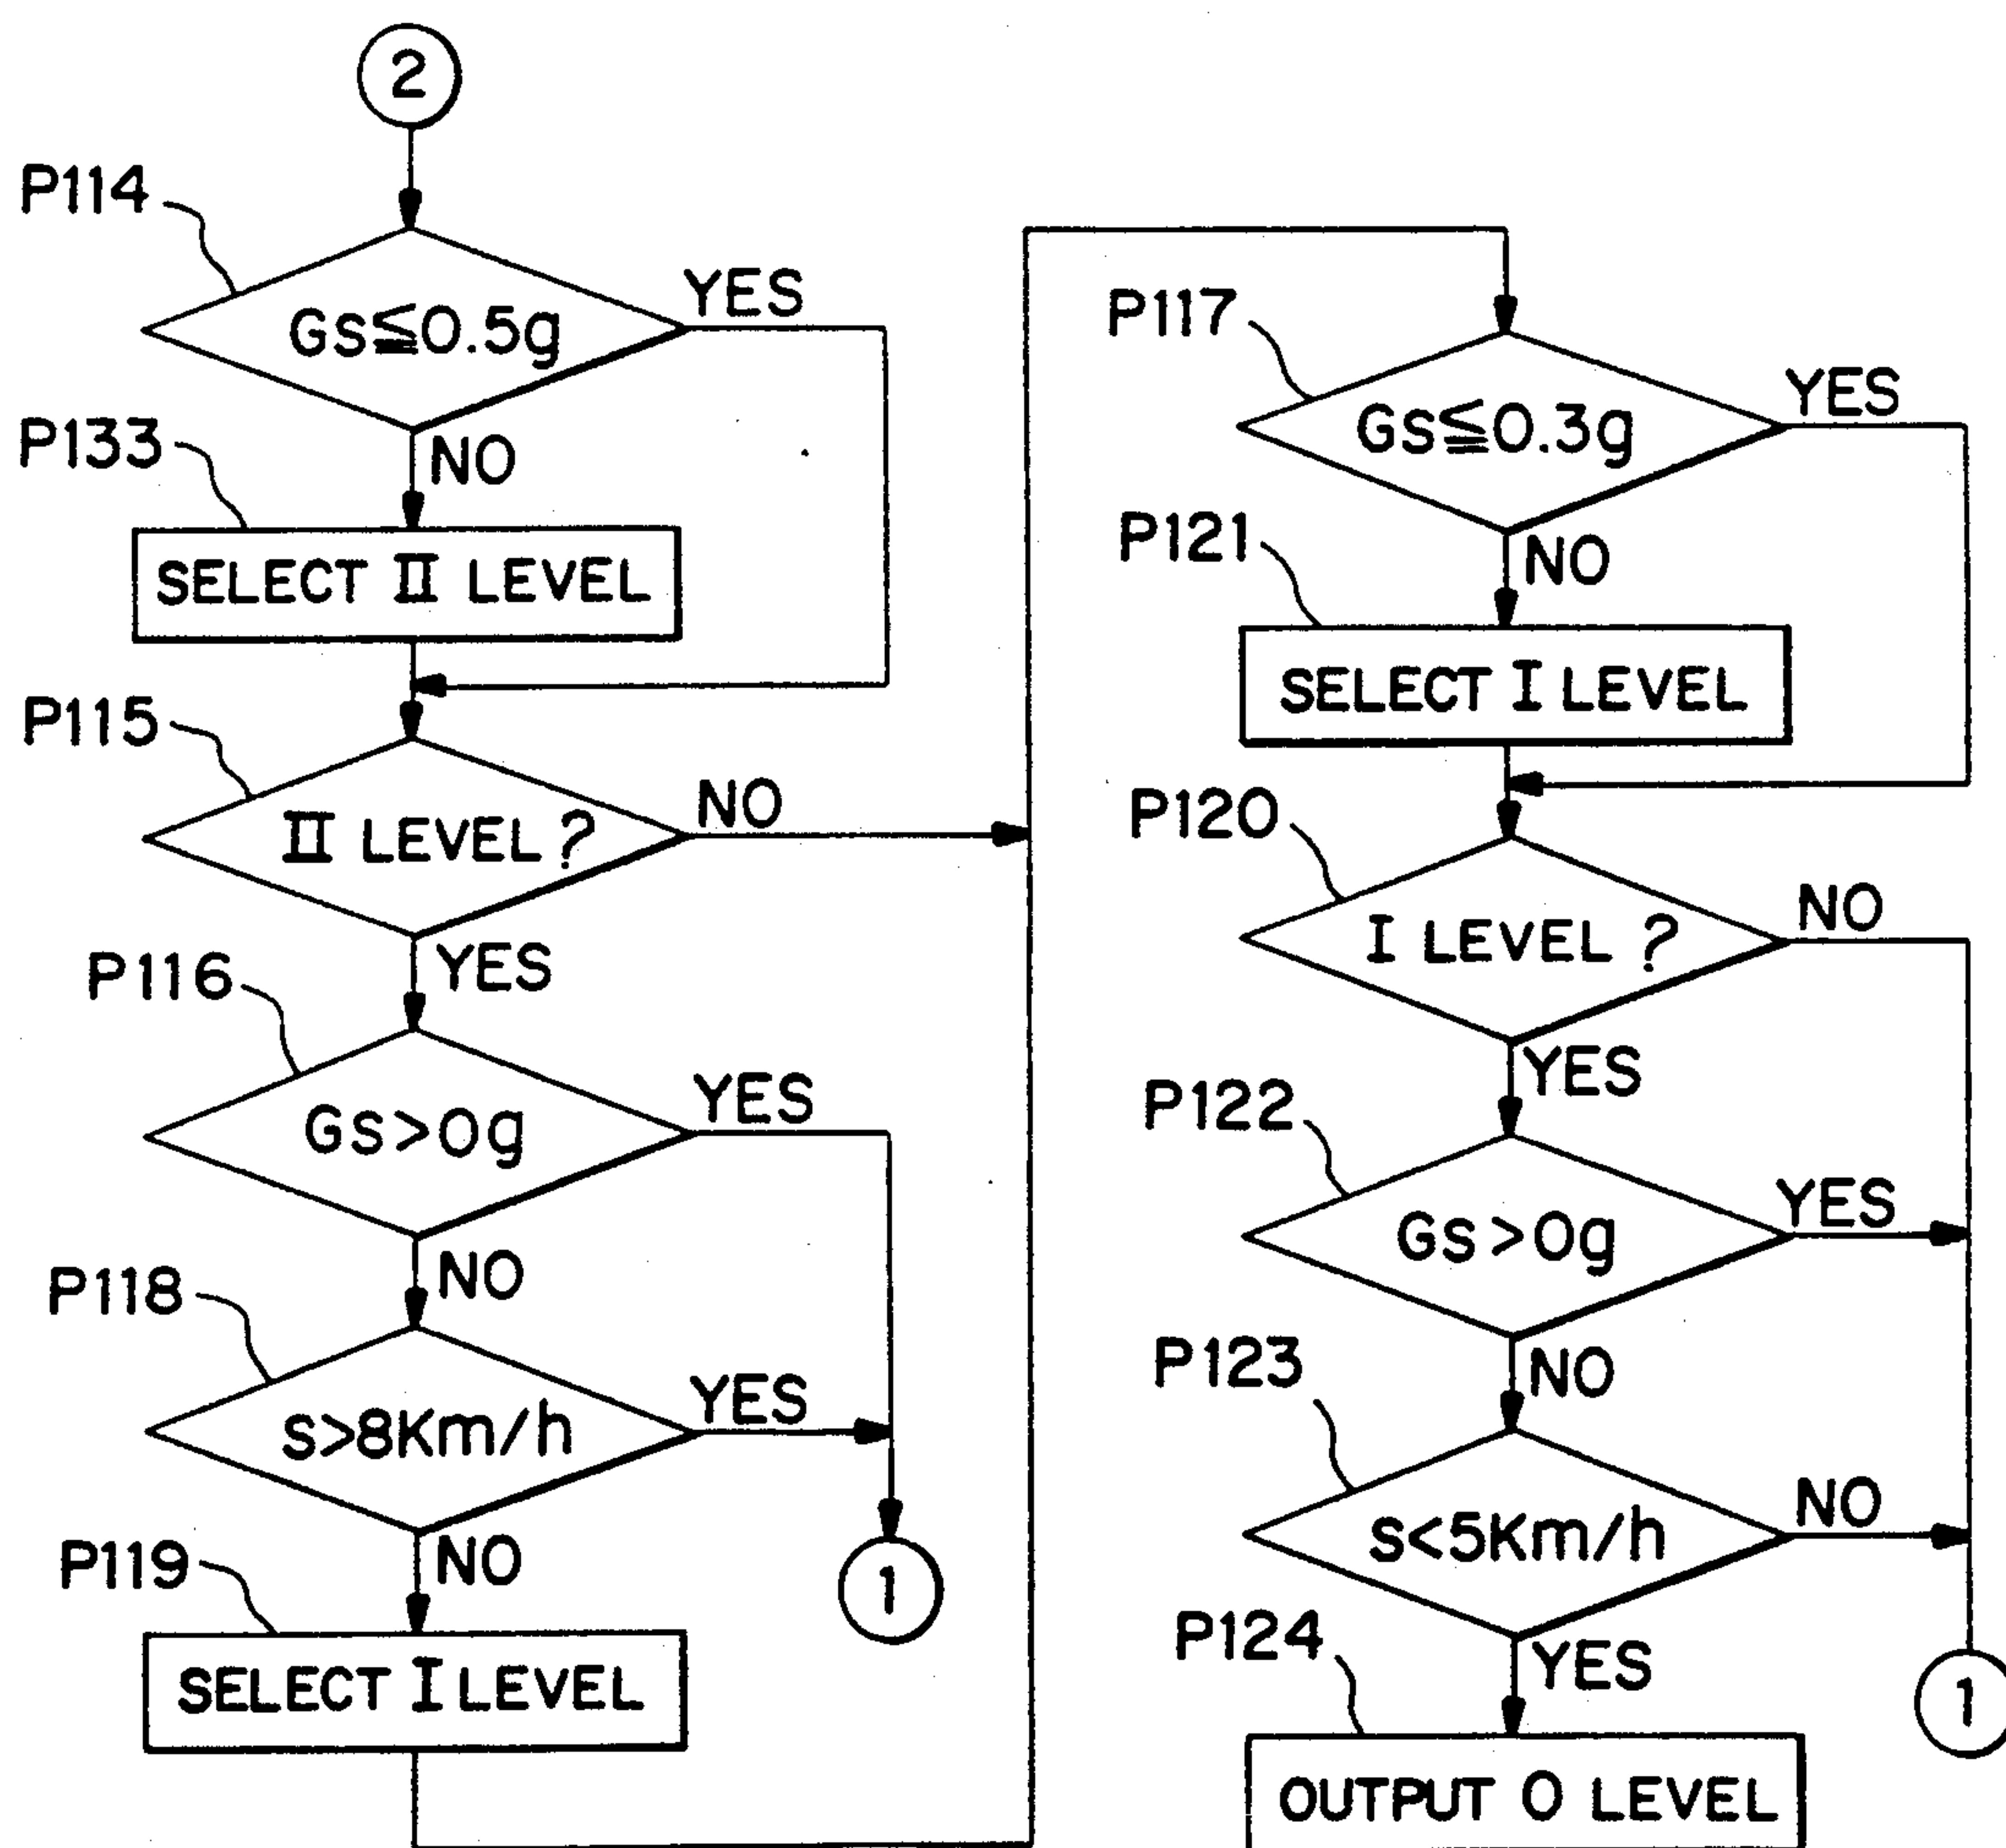 2
P114
Gs≦0.5g
YES
P133
NO
SELECT II LEVEL
P115
II LEVEL?
NO
P116
YES
Gs>0g
YES
P118
NO
s>8Km/h
YES
P119
NO
1
SELECT I LEVEL
P117
Gs≦0.3g
YES
P121
NO
SELECT I LEVEL
P120
I LEVEL ?
NO
P122
YES
Gs>0g
YES
P123
NO
s<5Km/h
NO
P124
YES
1
OUTPUT 0 LEVEL